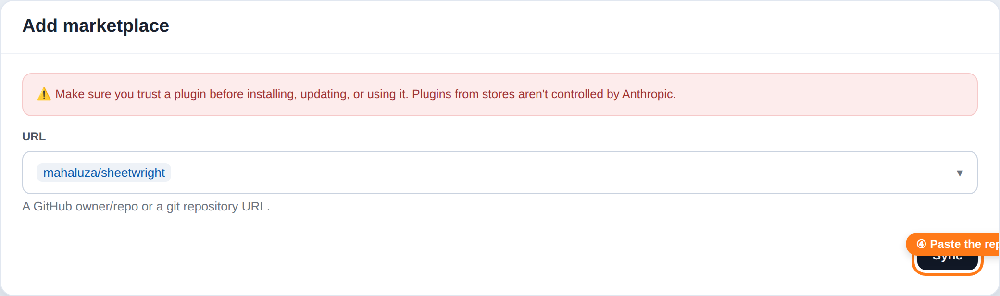 Add marketplace
⚠️ Make sure you trust a plugin before installing, updating, or using it. Plugins from stores aren't controlled by Anthropic.
URL
mahaluza/sheetwright ▼
A GitHub owner/repo or a git repository URL.
④ Paste the rep
Sync